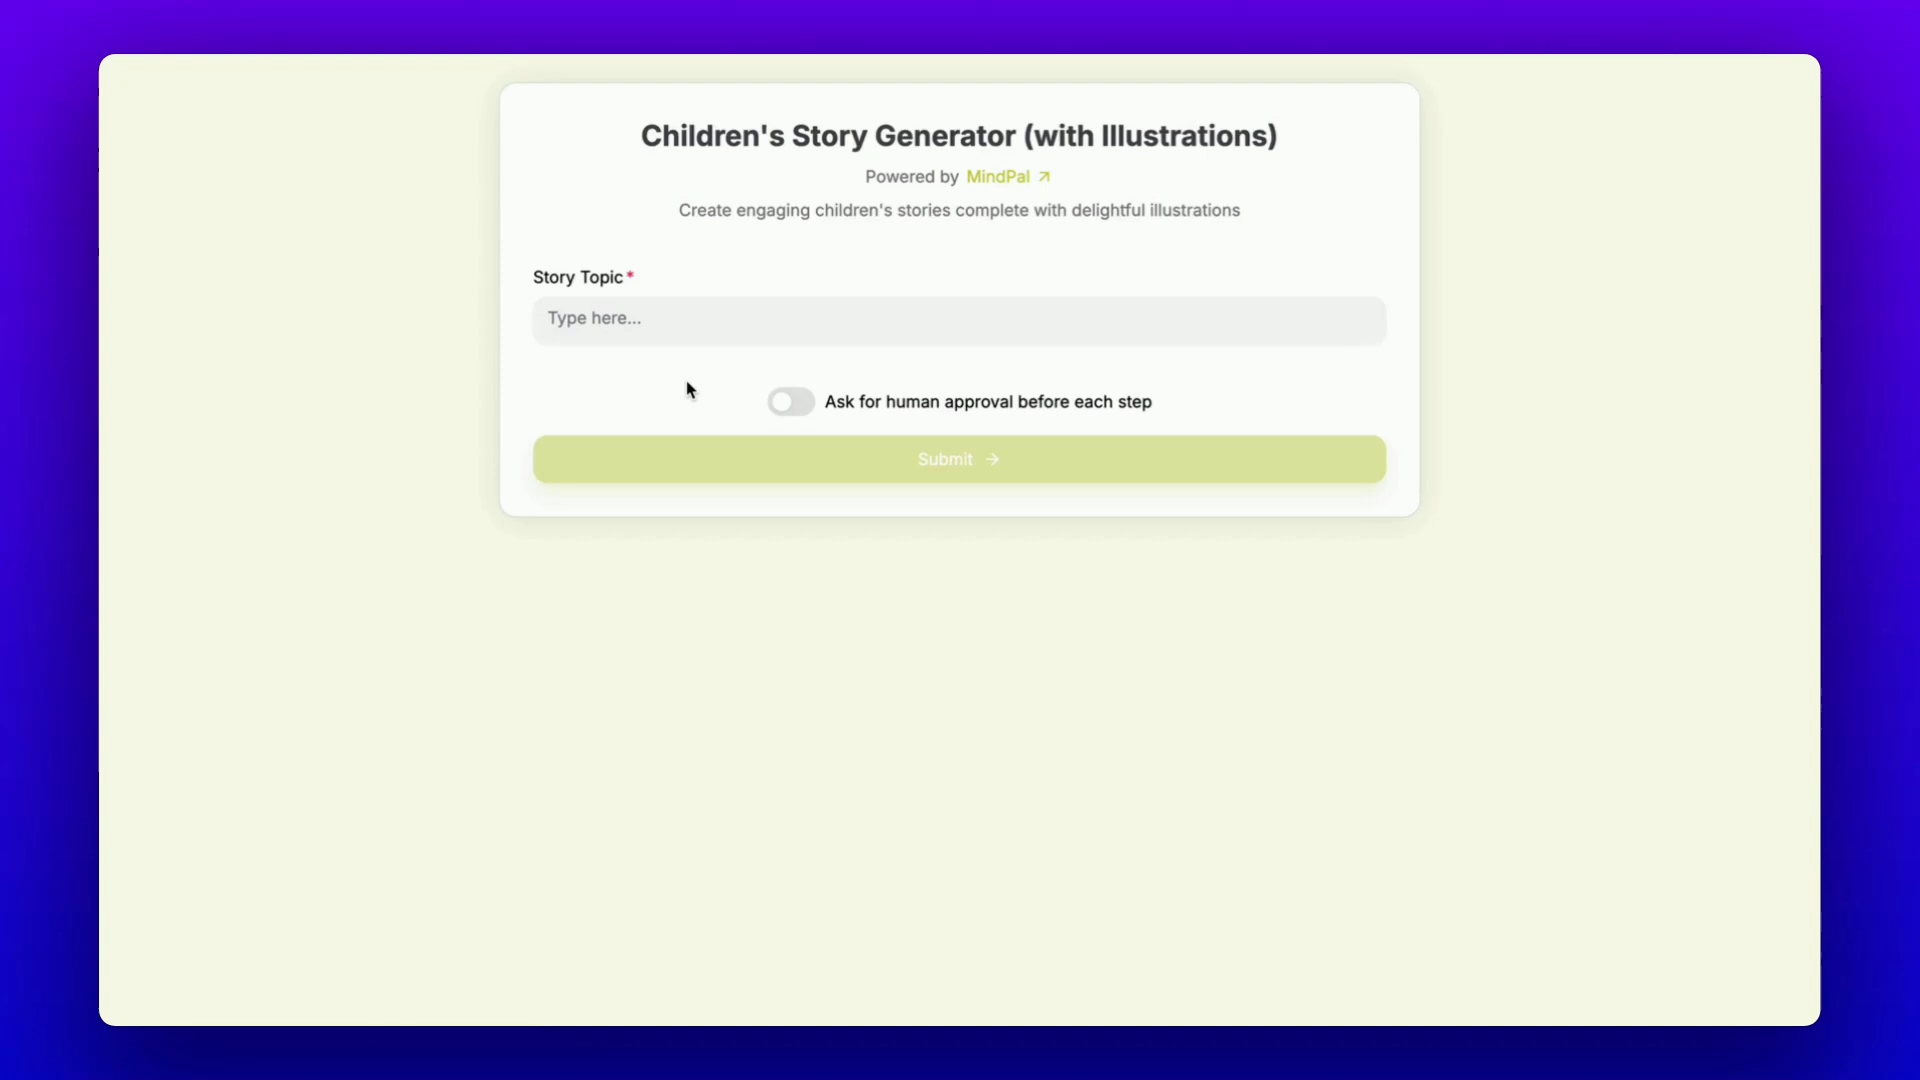 Children's Story Generator (with Illustrations)
Powered by MindPal ↗
Create engaging children's stories complete with delightful illustrations
Story Topic*
Type here...
Ask for human approval before each step
Submit →